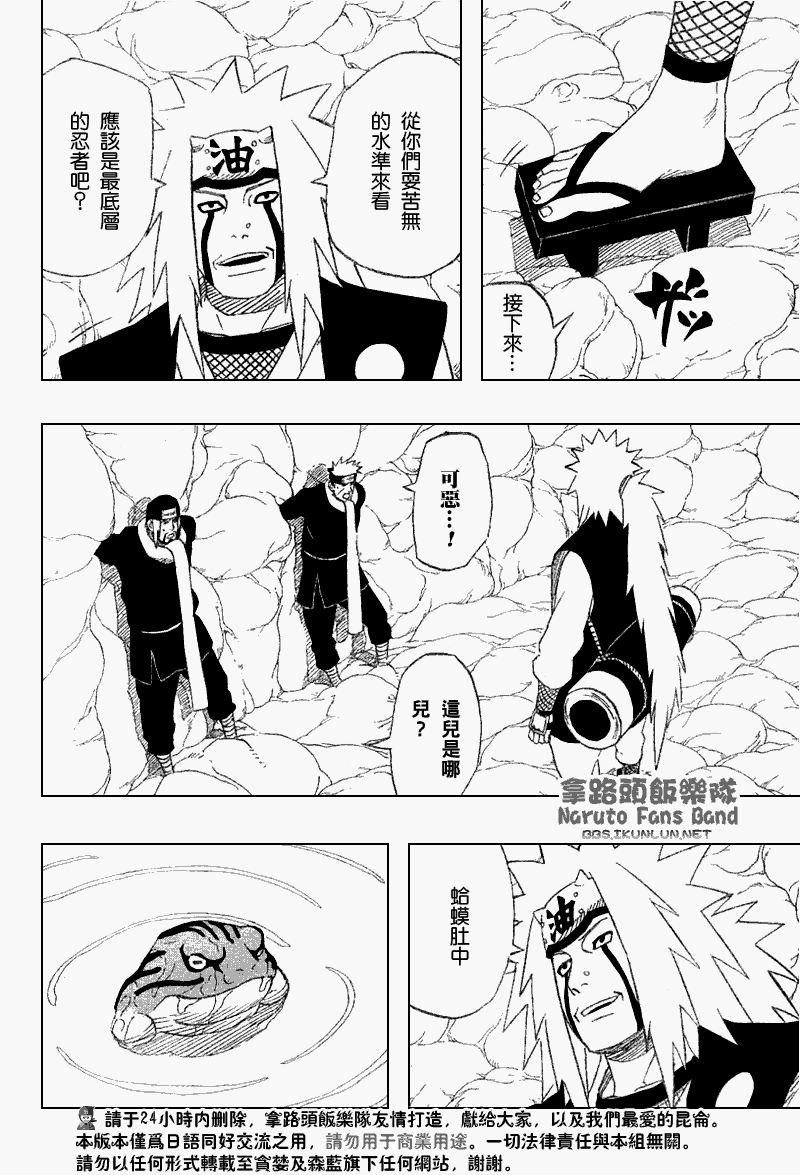 接下來…
ザッ
從你們耍苦無
的水準來看
應該是最底層
的忍者吧？
油
可惡…！
這兒是哪
兒？
拿路頭飯樂隊
Naruto Fans Band
BBS.IKUNLUN.NET
蛤蟆肚中
油
請于24小時内刪除，拿路頭飯樂隊友情打造，獻給大家，以及我們最愛的昆侖。
本版本僅爲日語同好交流之用，請勿用于商業用途。一切法律責任與本組無關。
請勿以任何形式轉載至貪婪及森藍旗下任何網站，謝謝。